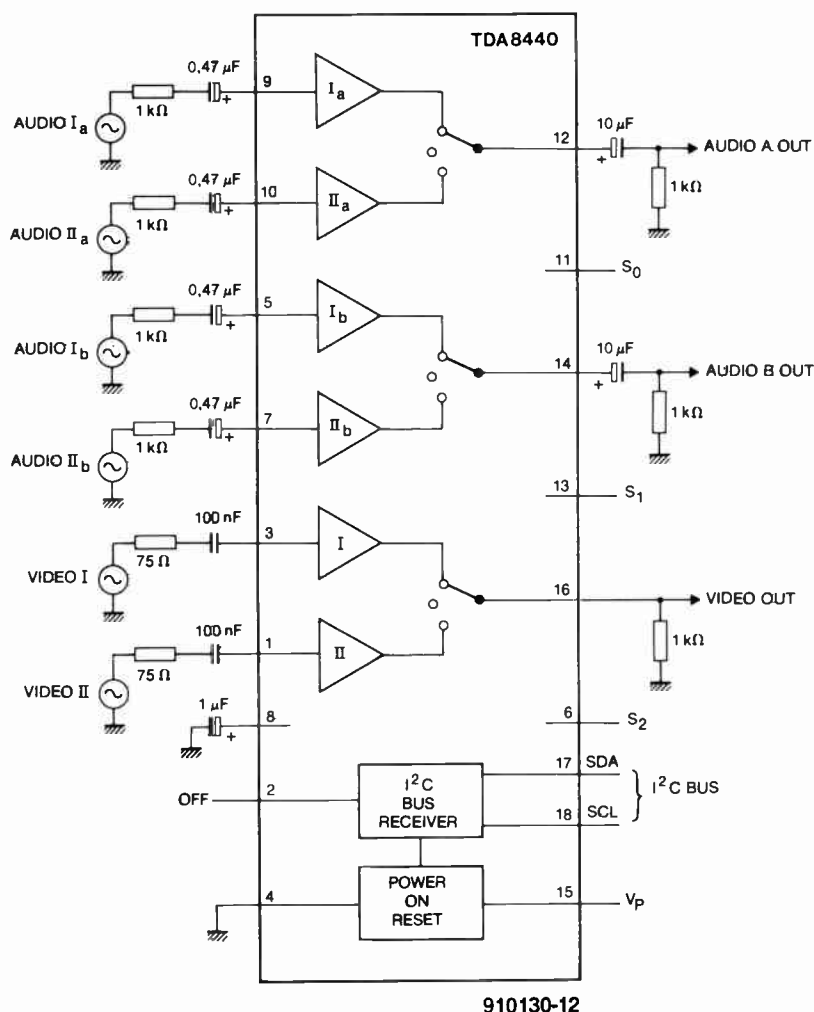 TDA8440
0,47 µF
9
1 kΩ
AUDIO Ia
+
Ia
12
10 µF
+
AUDIO A OUT
1 kΩ
0,47 µF
10
1 kΩ
AUDIO IIa
+
IIa
11
S0
0,47 µF
5
1 kΩ
AUDIO Ib
+
Ib
14
10 µF
+
AUDIO B OUT
1 kΩ
0,47 µF
7
1 kΩ
AUDIO IIb
+
IIb
13
S1
100 nF
3
75 Ω
VIDEO I
I
16
VIDEO OUT
1 kΩ
100 nF
1
75 Ω
VIDEO II
II
1 µF
8
+
6
S2
17
SDA
I²C
BUS
RECEIVER
I²C BUS
OFF
2
18
SCL
4
POWER
ON
RESET
15
VP
910130-12